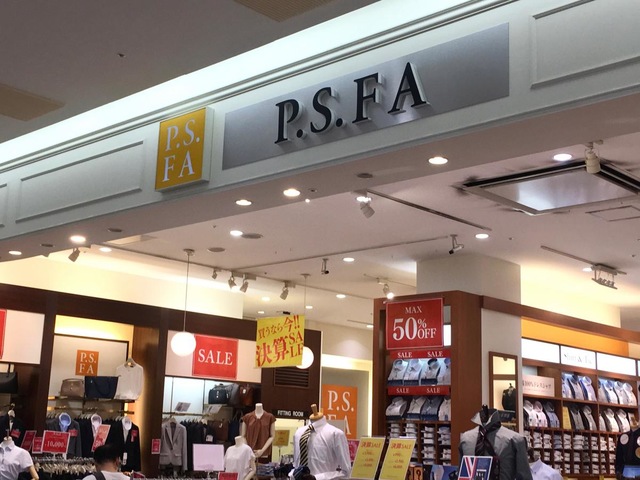 P.S.FA
P.S.
FA
MAX
50%OFF
SALE
SALE
SALE
買うなら今!!
決算SALE
SALE
P.S.
FA
P.S.
FA
FITTING ROOM